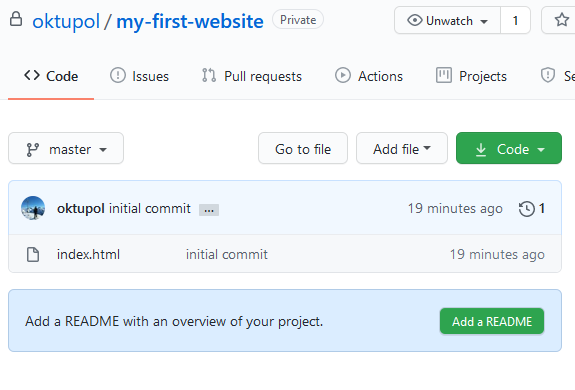 oktupol / my-first-website Private Unwatch 1
Code Issues Pull requests Actions Projects
master Go to file Add file Code
oktupol initial commit ... 19 minutes ago 1
index.html initial commit 19 minutes ago
Add a README with an overview of your project. Add a README